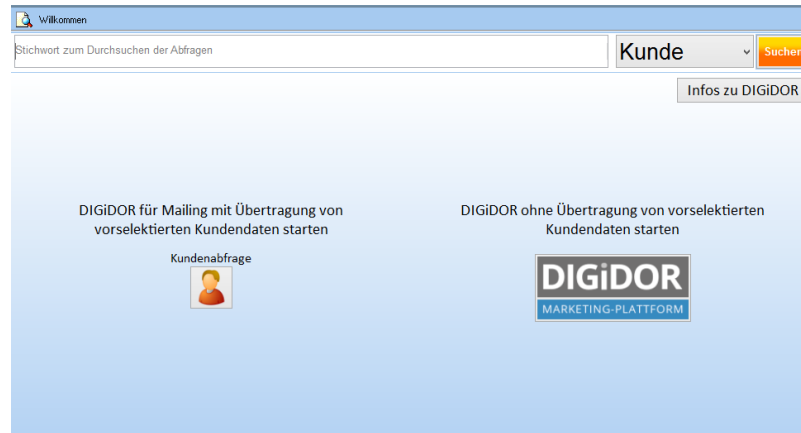 Willkommen
Stichwort zum Durchsuchen der Abfragen
Kunde
Suchen
Infos zu DIGiDOR
DIGiDOR für Mailing mit Übertragung von
vorselektierten Kundendaten starten
Kundenabfrage
DIGiDOR ohne Übertragung von vorselektierten
Kundendaten starten
DIGiDOR
MARKETING-PLATTFORM